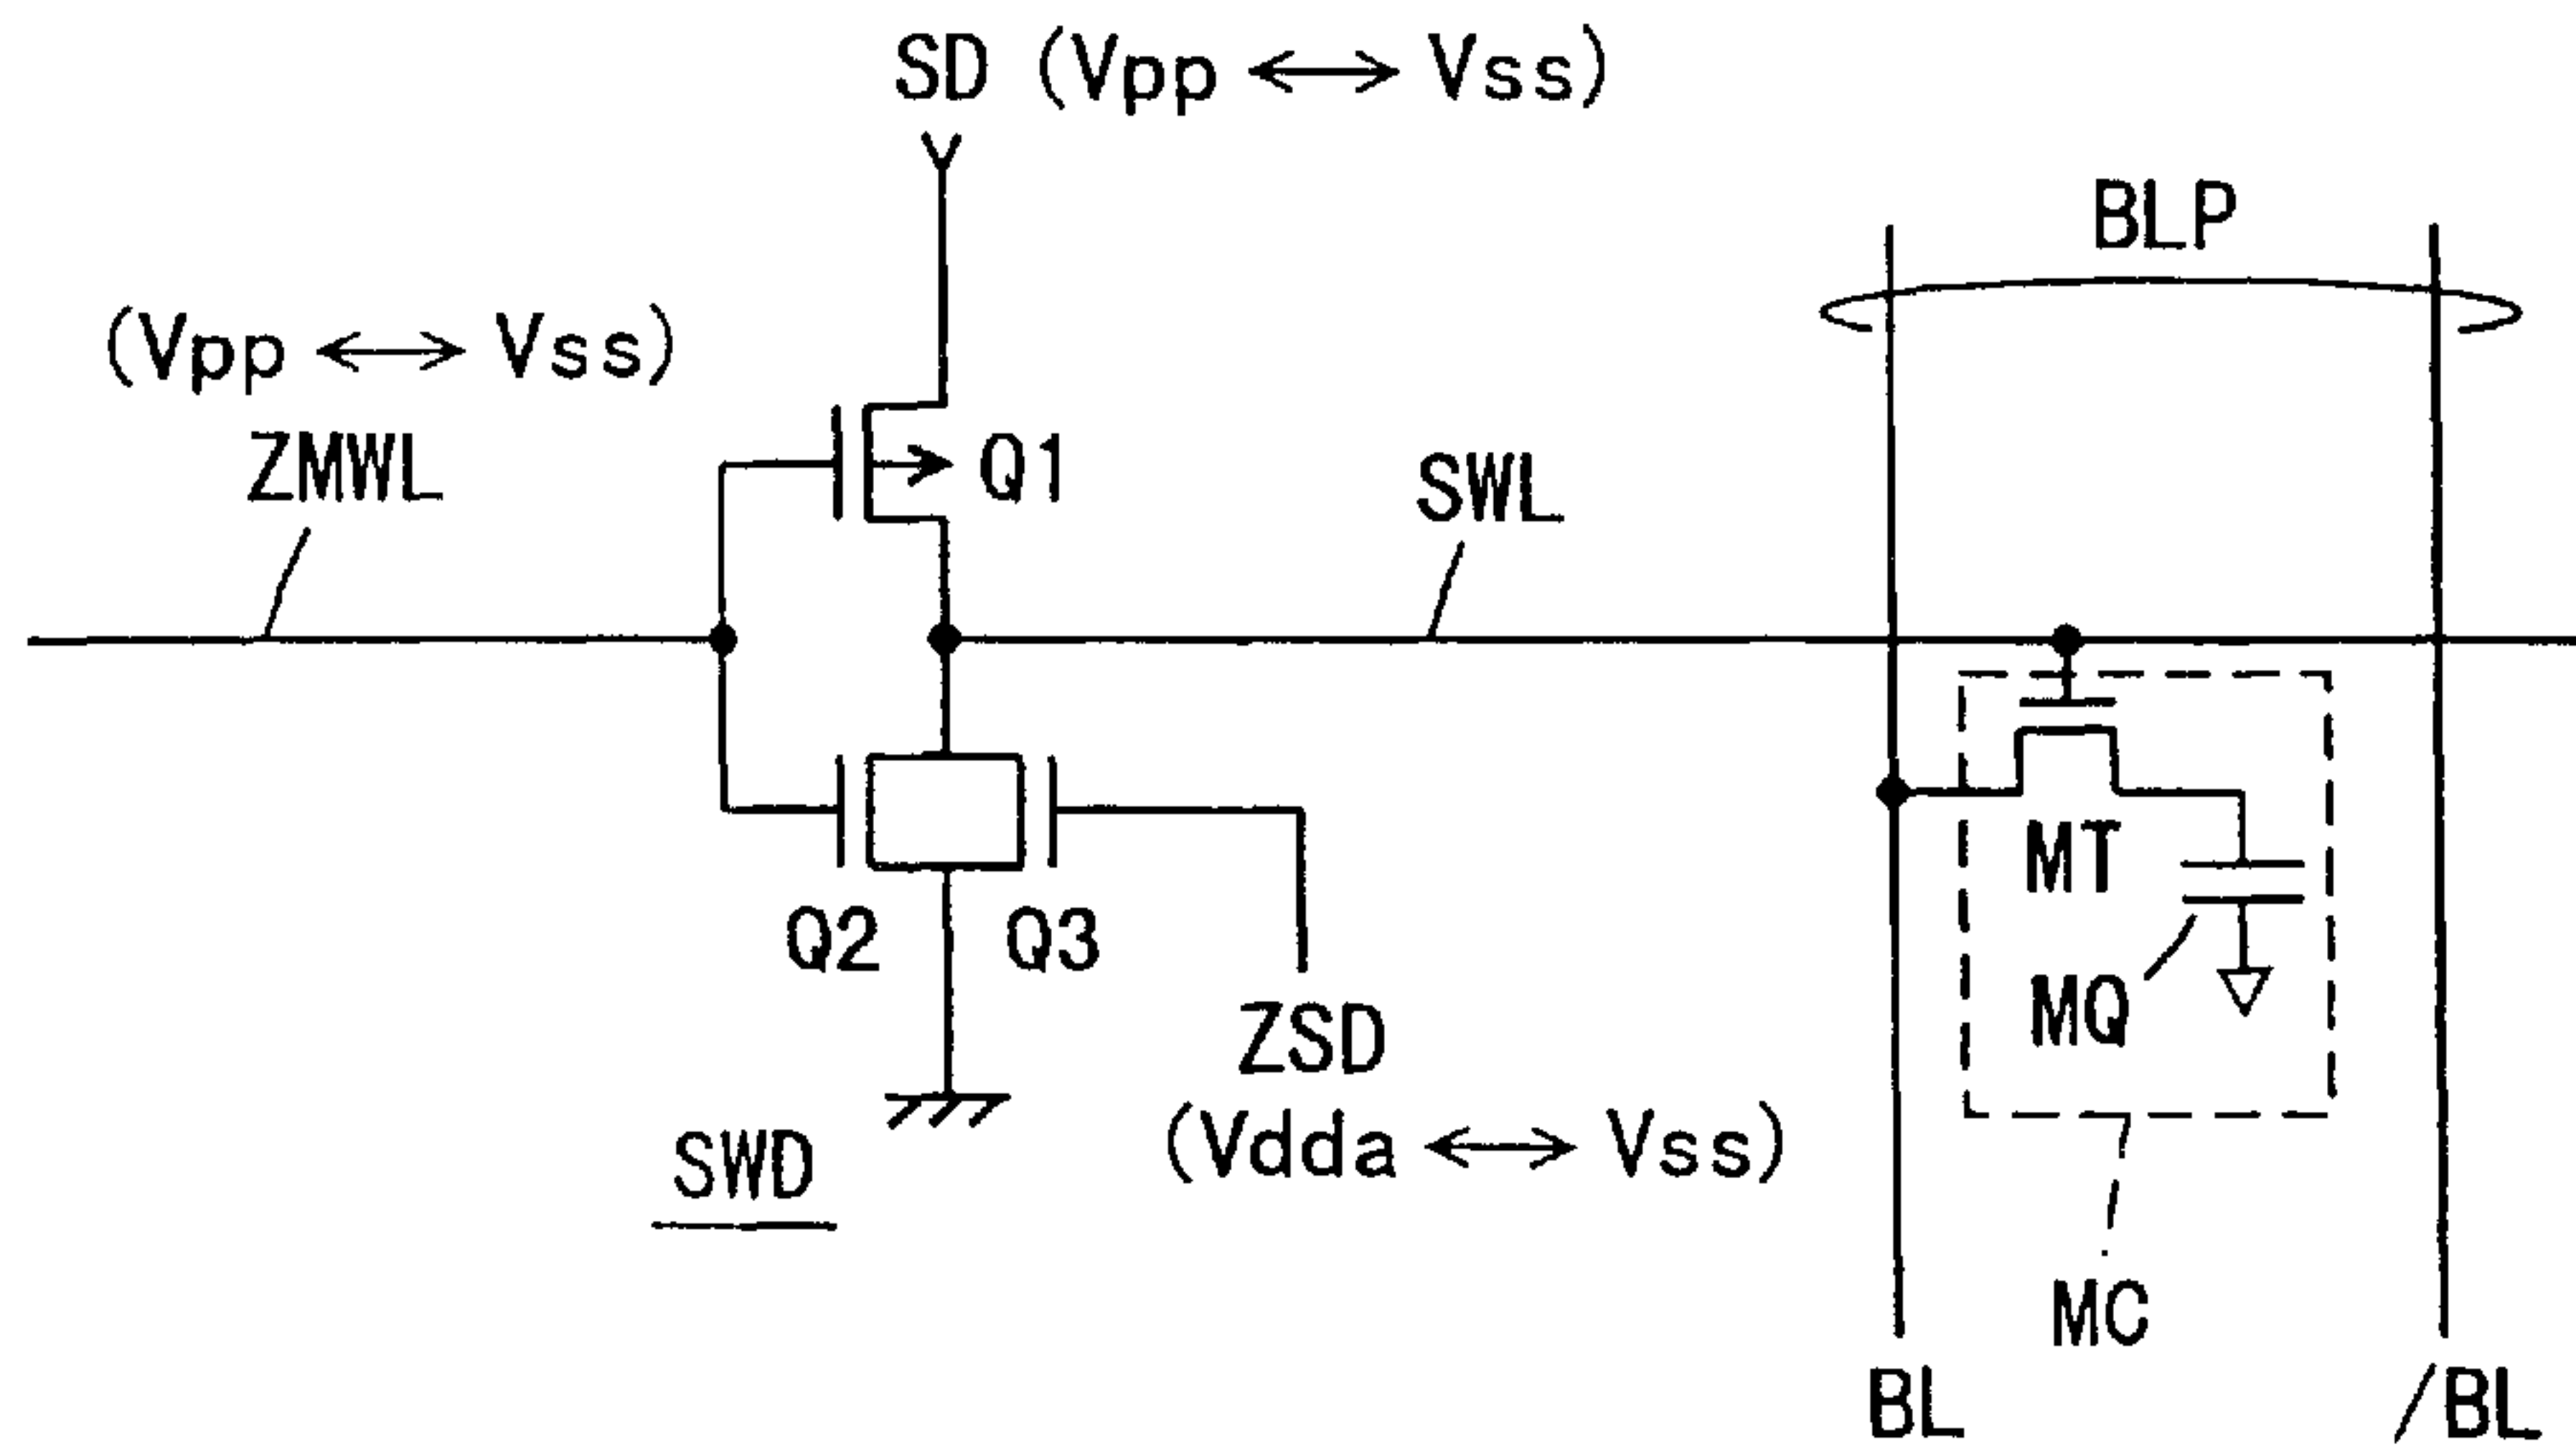 SD (Vpp ⟷ Vss)
BLP
(Vpp ⟷ Vss)
ZMWL
Q1
SWL
Q2
Q3
MT
MQ
ZSD
(Vdda ⟷ Vss)
SWD
MC
BL
/BL